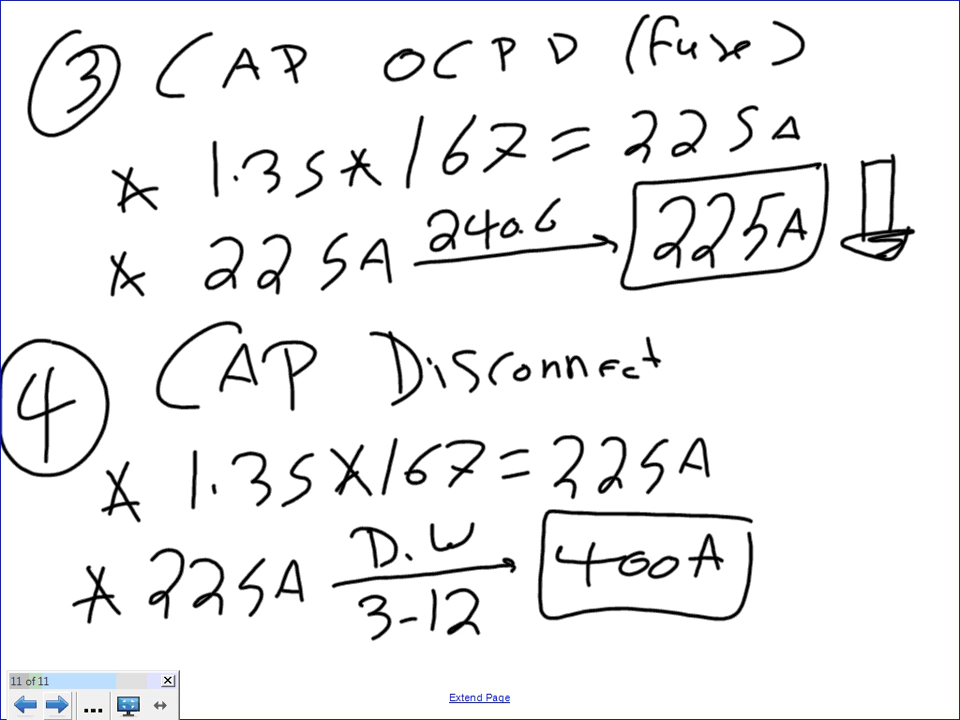 ③ CAP OCPD (Fuse)
* 1.35 * 167 = 225A
* 225A 240.6 → 225A
④ CAP Disconnect
* 1.35 X 167 = 225A
* 225A D.W 3-12 → 400A
11 of 11
Extend Page